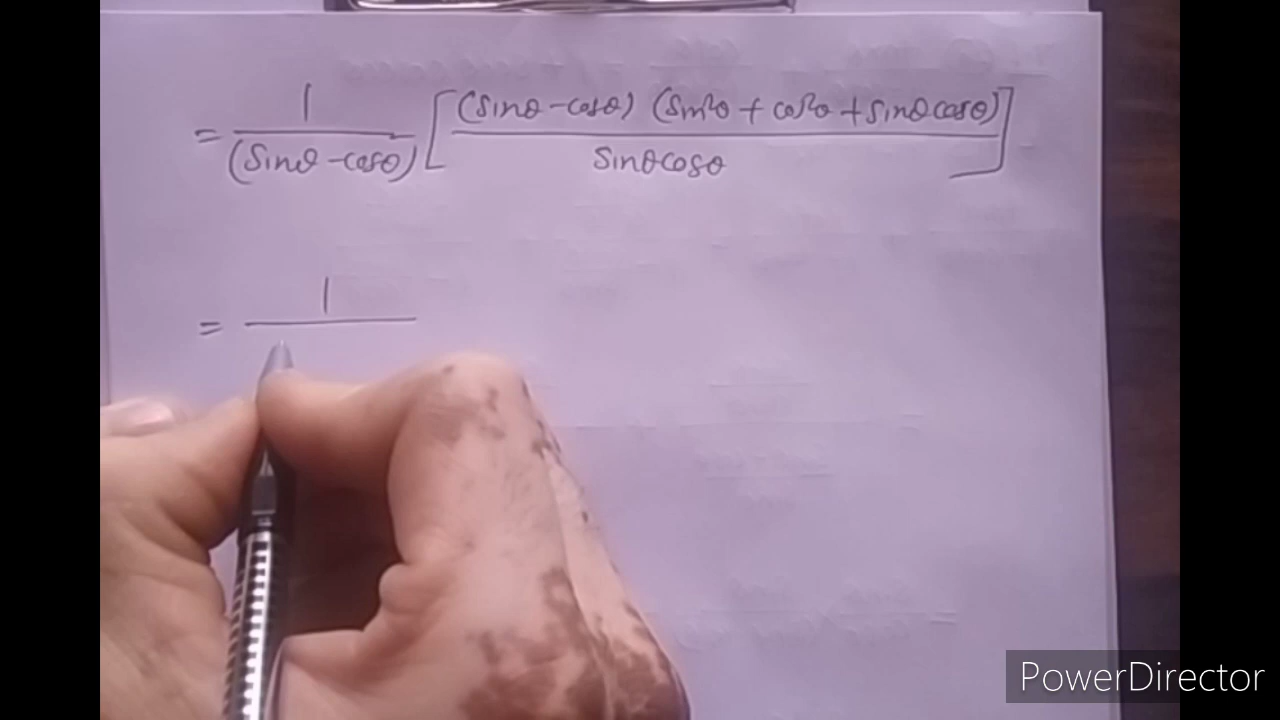 = 1/(sinθ-cosθ) [(sinθ-cosθ) (sin²θ + cos²θ + sinθcosθ)/sinθcosθ]
= 1
PowerDirector